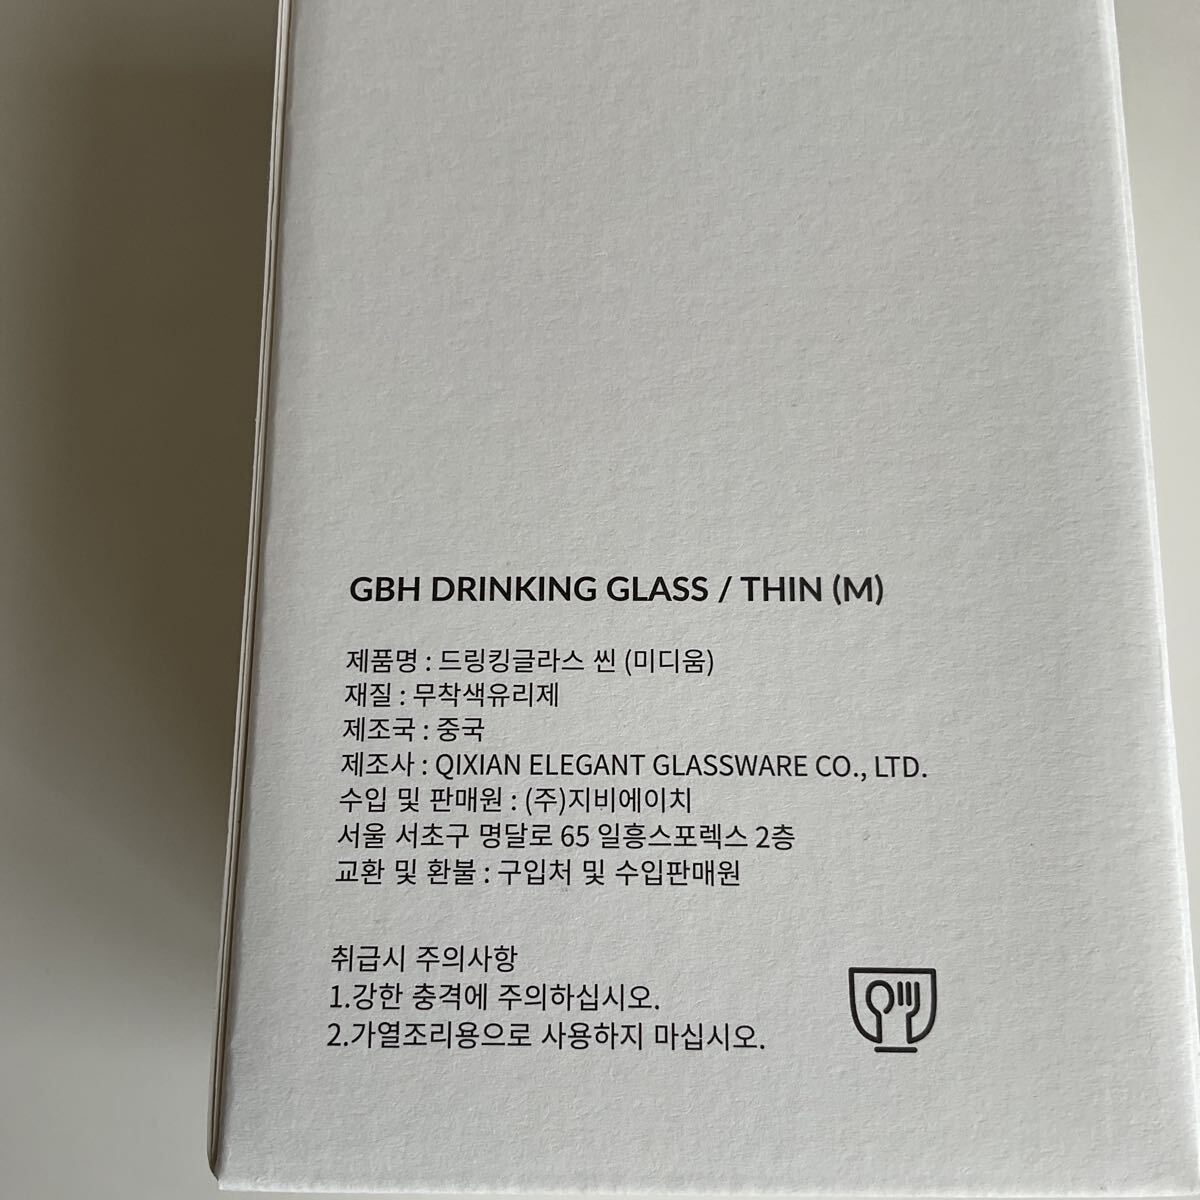 GBH DRINKING GLASS / THIN (M)
제품명 : 드링킹글라스 씬 (미디움)
재질 : 무착색유리제
제조국 : 중국
제조사 : QIXIAN ELEGANT GLASSWARE CO., LTD.
수입 및 판매원 : (주)지비에이치
서울 서초구 명달로 65 일흥스포렉스 2층
교환 및 환불 : 구입처 및 수입판매원
취급시 주의사항
1.강한 충격에 주의하십시오.
2.가열조리용으로 사용하지 마십시오.